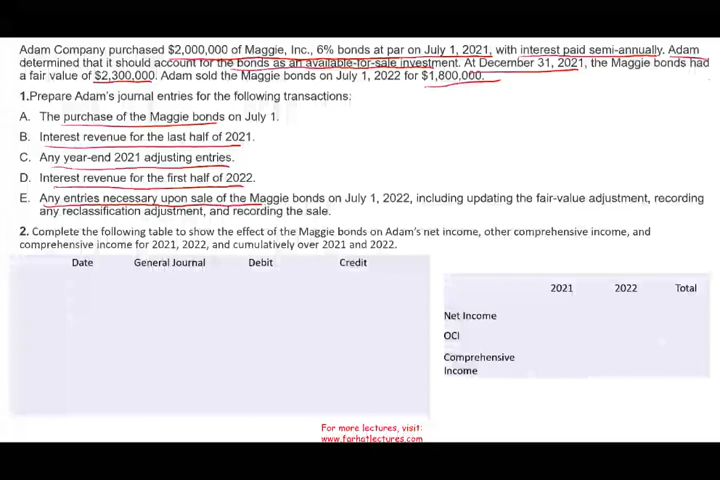 Adam Company purchased $2,000,000 of Maggie, Inc., 6% bonds at par on July 1, 2021, with interest paid semi-annually. Adam
determined that it should account for the bonds as an available-for-sale investment. At December 31, 2021, the Maggie bonds had
a fair value of $2,300,000. Adam sold the Maggie bonds on July 1, 2022 for $1,800,000.
1.Prepare Adam's journal entries for the following transactions:
A. The purchase of the Maggie bonds on July 1.
B. Interest revenue for the last half of 2021.
C. Any year-end 2021 adjusting entries.
D. Interest revenue for the first half of 2022.
E. Any entries necessary upon sale of the Maggie bonds on July 1, 2022, including updating the fair-value adjustment, recording
any reclassification adjustment, and recording the sale.
2. Complete the following table to show the effect of the Maggie bonds on Adam's net income, other comprehensive income, and
comprehensive income for 2021, 2022, and cumulatively over 2021 and 2022.
Date General Journal Debit Credit
2021 2022 Total
Net Income
OCI
Comprehensive
Income
For more lectures, visit:
www.farhatlectures.com